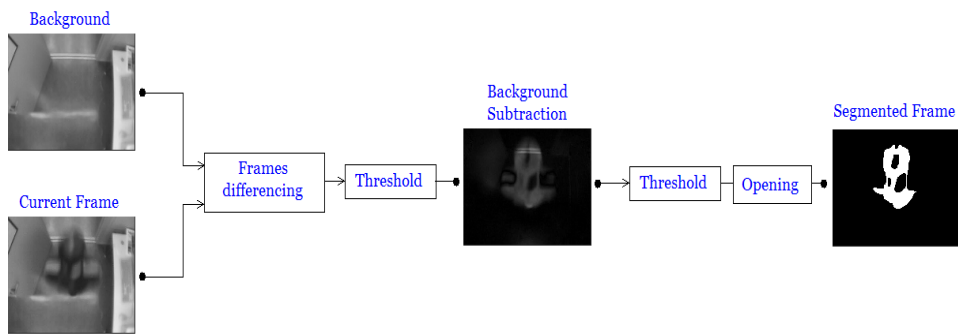 Background
Current Frame
Frames
differencing
Threshold
Background
Subtraction
Threshold
Opening
Segmented Frame